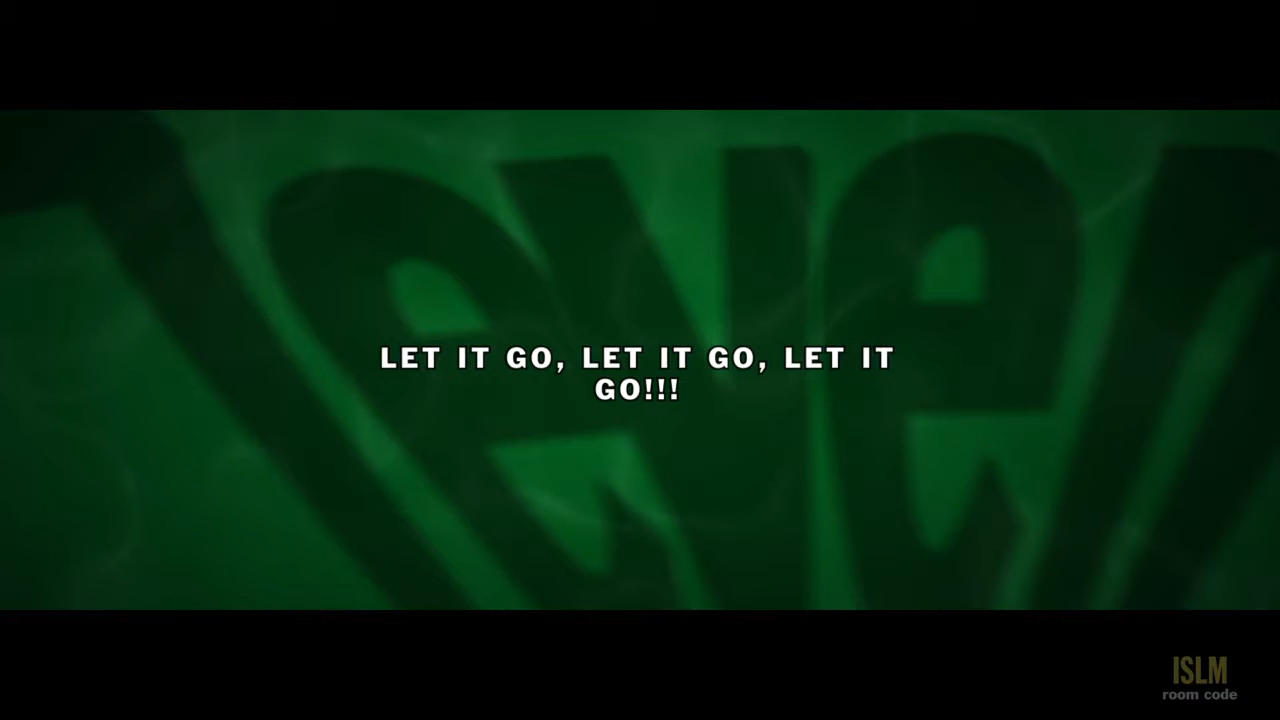 LET IT GO, LET IT GO, LET IT
GO!!!
ISLM
room code